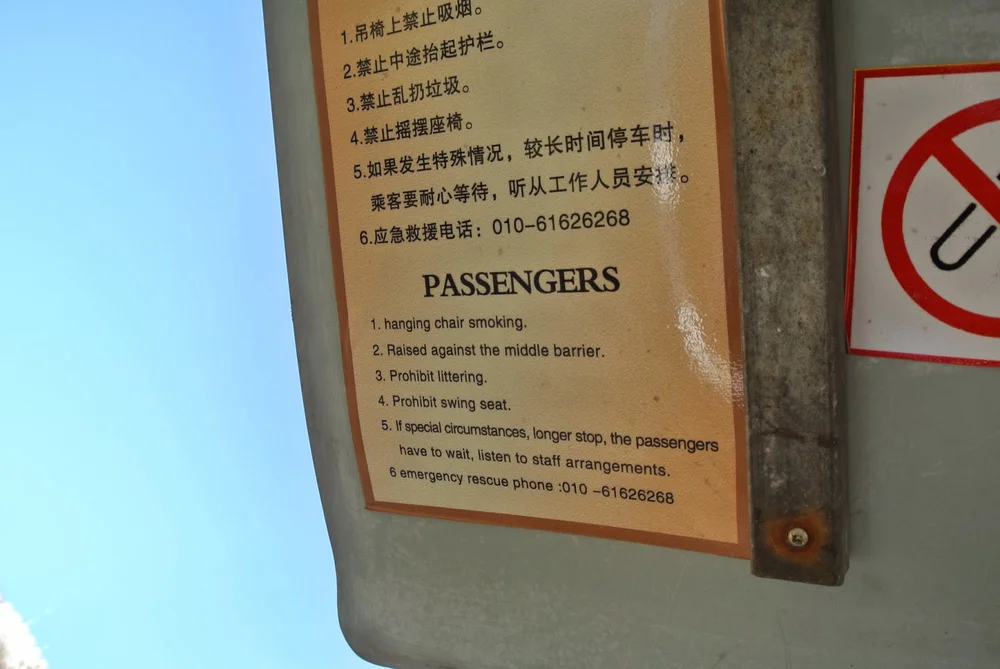 1.吊椅上禁止吸烟。
2.禁止中途抬起护栏。
3.禁止乱扔垃圾。
4.禁止摇摆座椅。
5.如果发生特殊情况，较长时间停车时，
乘客要耐心等待，听从工作人员安排。
6.应急救援电话：010-61626268
PASSENGERS
1. hanging chair smoking.
2. Raised against the middle barrier.
3. Prohibit littering.
4. Prohibit swing seat.
5. If special circumstances, longer stop, the passengers
have to wait, listen to staff arrangements.
6 emergency rescue phone :010 -61626268